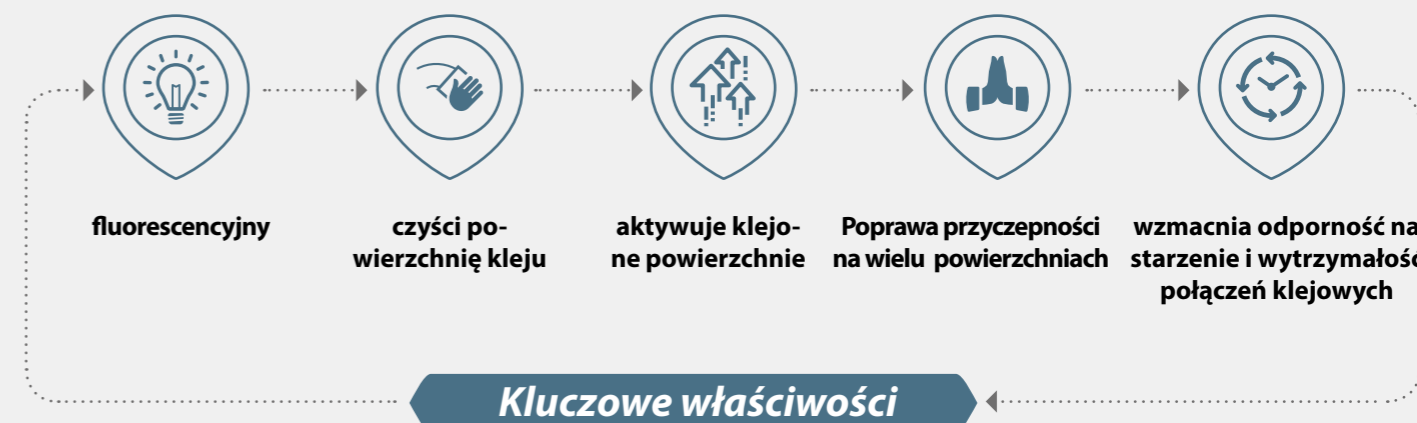 fluorescencyjny
czyści po-
wierzchnię kleju
aktywuje klejo-
ne powierzchnie
Poprawa przyczepności
na wielu powierzchniach
wzmacnia odporność na
starzenie i wytrzymałość
połączeń klejowych
Kluczowe właściwości